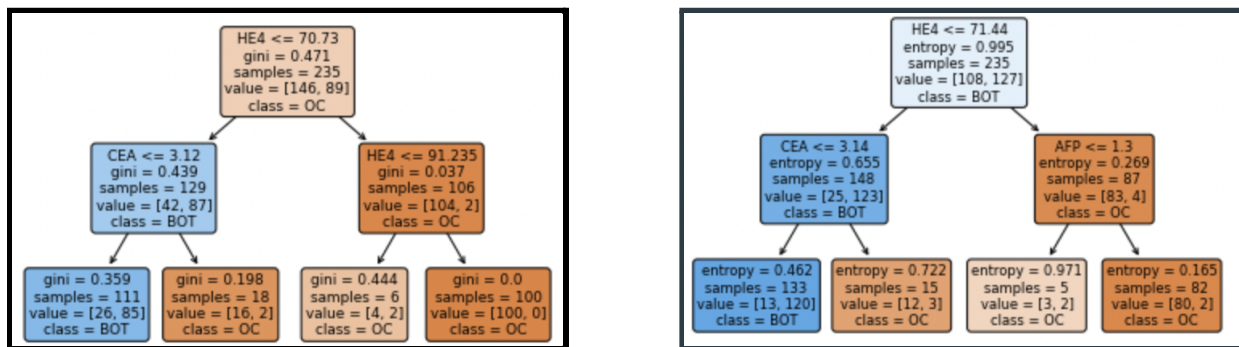 HE4 <= 70.73
gini = 0.471
samples = 235
value = [146, 89]
class = OC
CEA <= 3.12
gini = 0.439
samples = 129
value = [42, 87]
class = BOT
HE4 <= 91.235
gini = 0.037
samples = 106
value = [104, 2]
class = OC
gini = 0.359
samples = 111
value = [26, 85]
class = BOT
gini = 0.198
samples = 18
value = [16, 2]
class = OC
gini = 0.444
samples = 6
value = [4, 2]
class = OC
gini = 0.0
samples = 100
value = [100, 0]
class = OC
HE4 <= 71.44
entropy = 0.995
samples = 235
value = [108, 127]
class = BOT
CEA <= 3.14
entropy = 0.655
samples = 148
value = [25, 123]
class = BOT
AFP <= 1.3
entropy = 0.269
samples = 87
value = [83, 4]
class = OC
entropy = 0.462
samples = 133
value = [13, 120]
class = BOT
entropy = 0.722
samples = 15
value = [12, 3]
class = OC
entropy = 0.971
samples = 5
value = [3, 2]
class = OC
entropy = 0.165
samples = 82
value = [80, 2]
class = OC